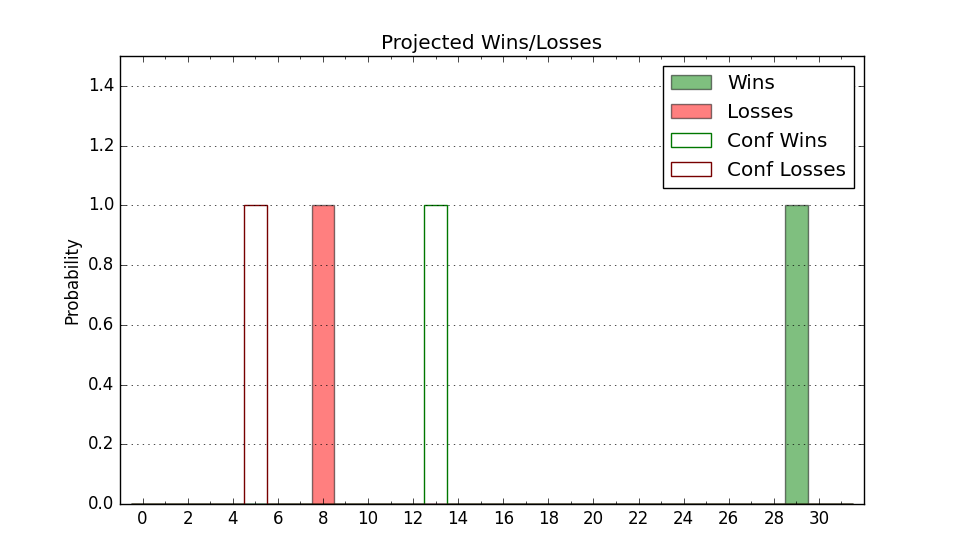 Projected Wins/Losses
Wins
Losses
Conf Wins
Conf Losses
Probability
1.4
1.2
1.0
0.8
0.6
0.4
0.2
0.0
0 2 4 6 8 10 12 14 16 18 20 22 24 26 28 30